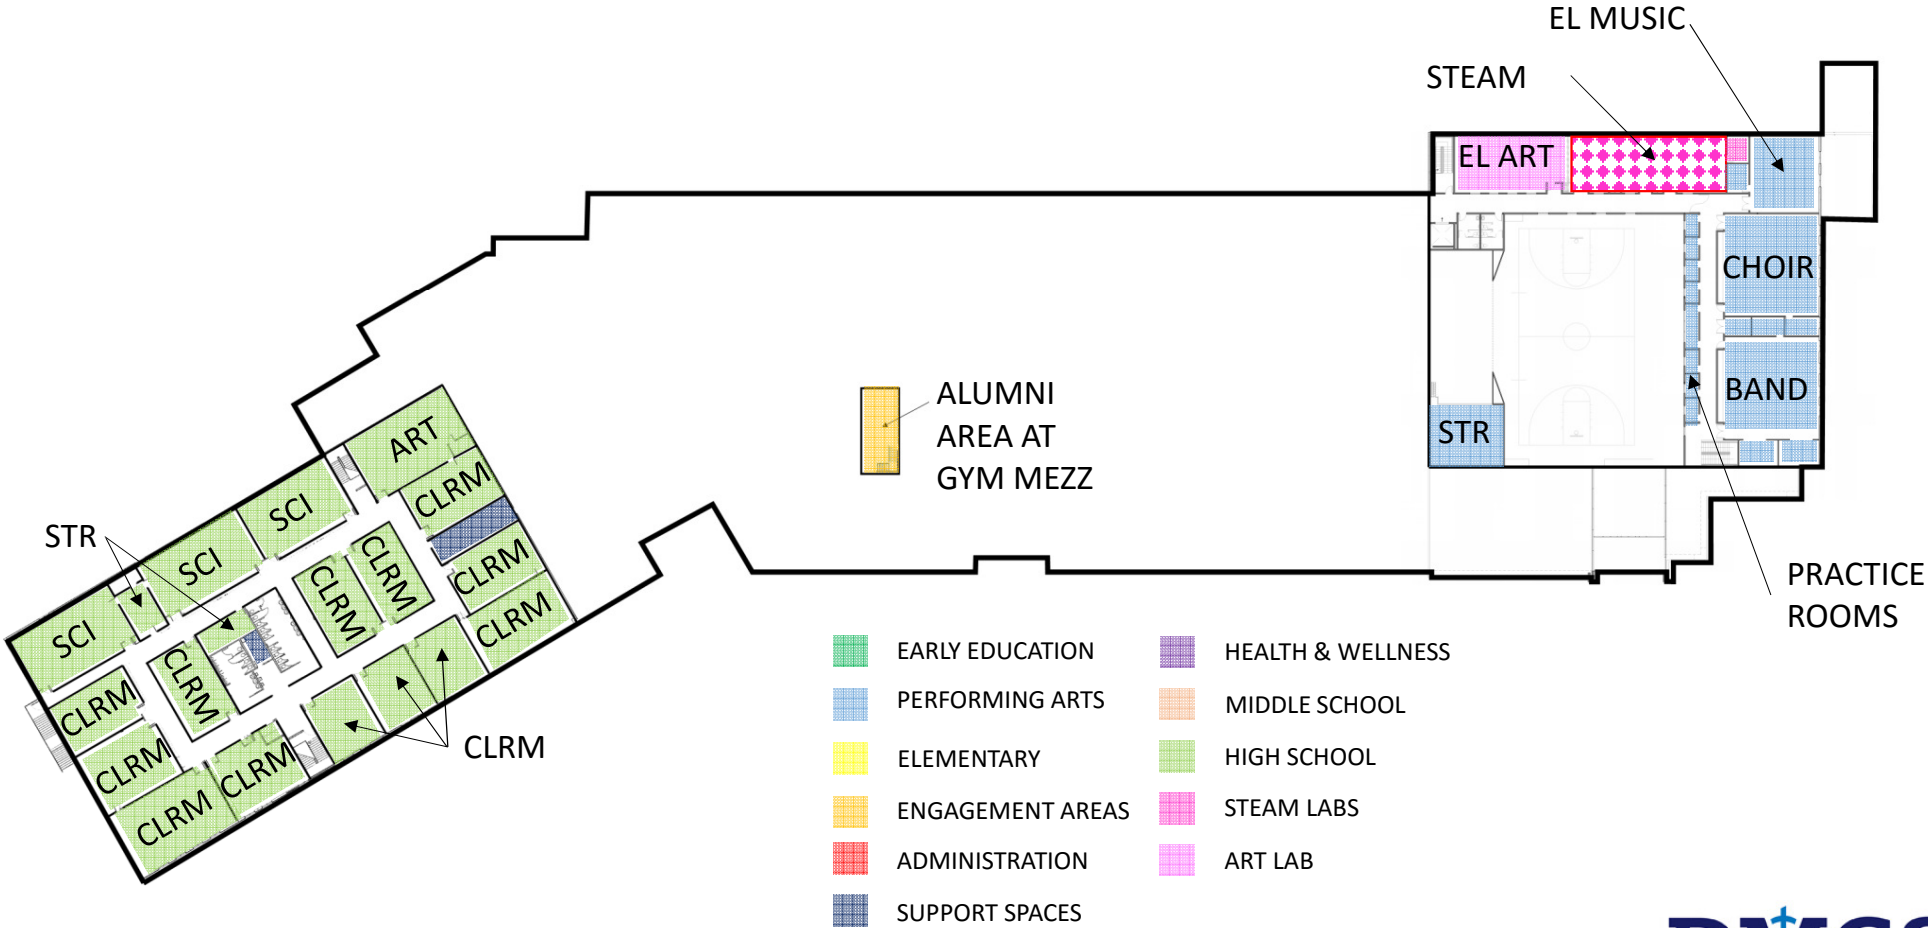 EL MUSIC
STEAM
EL ART
CHOIR
BAND
STR
PRACTICE
ROOMS
ALUMNI
AREA AT
GYM MEZZ
ART
CLRM
SCI
CLRM
CLRM
STR
SCI
CLRM
CLRM
SCI
CLRM
CLRM
CLRM
CLRM
CLRM
CLRM
CLRM
EARLY EDUCATION
PERFORMING ARTS
ELEMENTARY
ENGAGEMENT AREAS
ADMINISTRATION
SUPPORT SPACES
HEALTH & WELLNESS
MIDDLE SCHOOL
HIGH SCHOOL
STEAM LABS
ART LAB